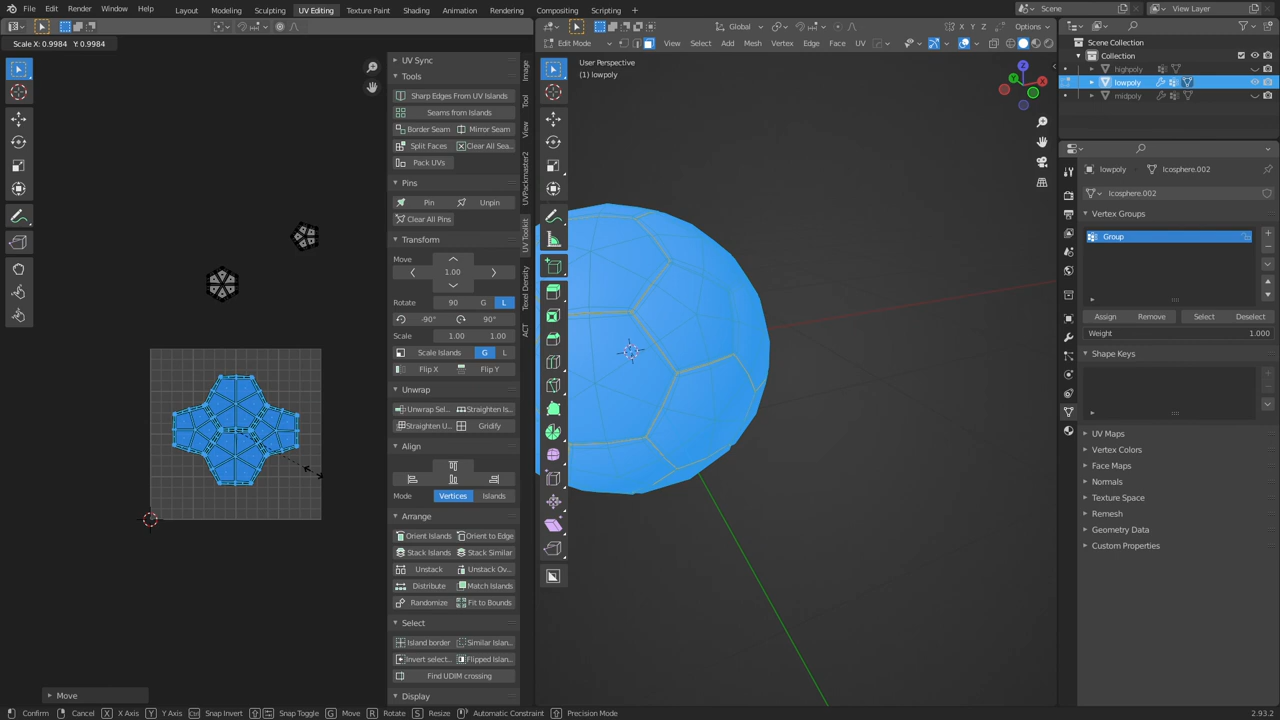 File Edit Render Window Help Layout Modeling Sculpting UV Editing Texture Paint Shading Animation Rendering Compositing Scripting Scene View Layer
Global Options
Scale X: 0.9984 Y: 0.9984
Edit Mode View Select Add Mesh Vertex Edge Face UV
Scene Collection
Collection
highpoly
lowpoly
midpoly
User Perspective
(1) lowpoly
UV Sync
Tools
Sharp Edges From UV Islands
Seams from Islands
Border Seam Mirror Seam
Split Faces Clear All Sea...
Pack UVs
Pins
Pin Unpin
Clear All Pins
Transform
Move
1.00
Rotate 90 G L
-90° 90°
Scale 1.00 1.00
Scale Islands G L
Flip X Flip Y
Unwrap
Unwrap Sel... Straighten Is...
Straighten U... Gridify
Align
Mode Vertices Islands
Arrange
Orient Islands Orient to Edge
Stack Islands Stack Similar
Unstack Unstack Ov...
Distribute Match Islands
Randomize Fit to Bounds
Select
Island border Similar Islan...
Invert select... Flipped Islan...
Find UDIM crossing
Display
Image
Tool
View
UVPackmaster2
UV Toolkit
Texel Density
ACT
lowpoly Icosphere.002
Icosphere.002
Vertex Groups
Group
Assign Remove Select Deselect
Weight 1.000
Shape Keys
UV Maps
Vertex Colors
Face Maps
Normals
Texture Space
Remesh
Geometry Data
Custom Properties
Move
Confirm Cancel X X Axis Y Y Axis Snap Invert Snap Toggle G Move R Rotate S Resize Automatic Constraint Precision Mode 2.93.2